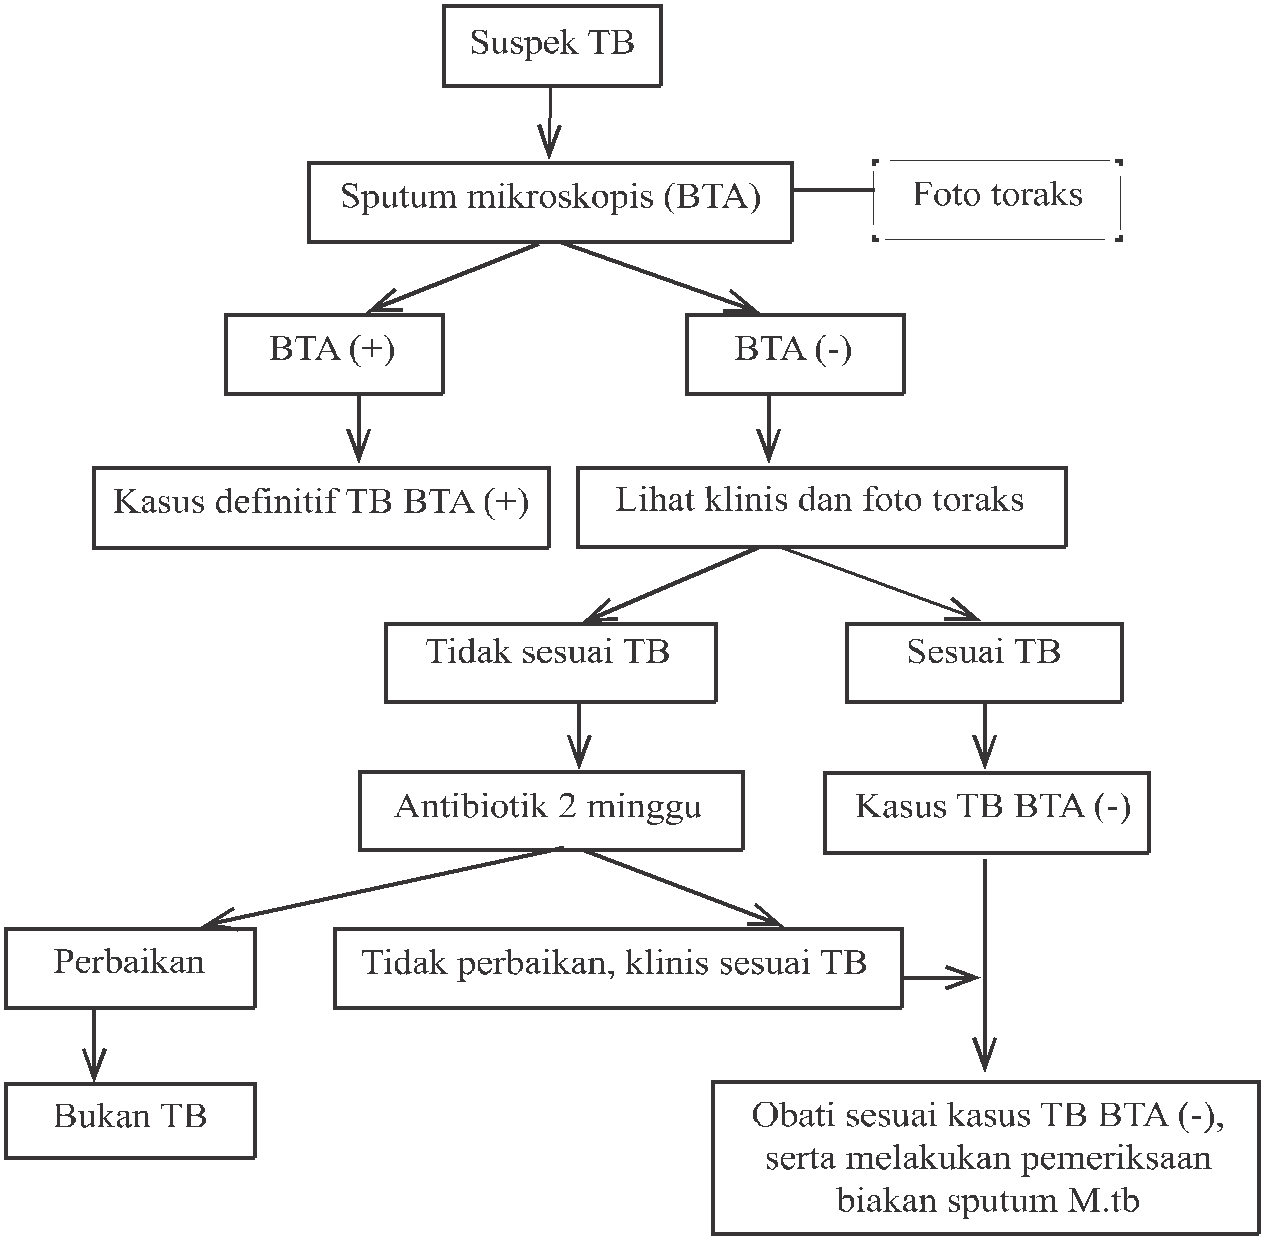 Suspek TB
Sputum mikroskopis (BTA)
Foto toraks
BTA (+)
BTA (-)
Kasus definitif TB BTA (+)
Lihat klinis dan foto toraks
Tidak sesuai TB
Sesuai TB
Antibiotik 2 minggu
Kasus TB BTA (-)
Perbaikan
Tidak perbaikan, klinis sesuai TB
Bukan TB
Obati sesuai kasus TB BTA (-),
serta melakukan pemeriksaan
biakan sputum M.tb